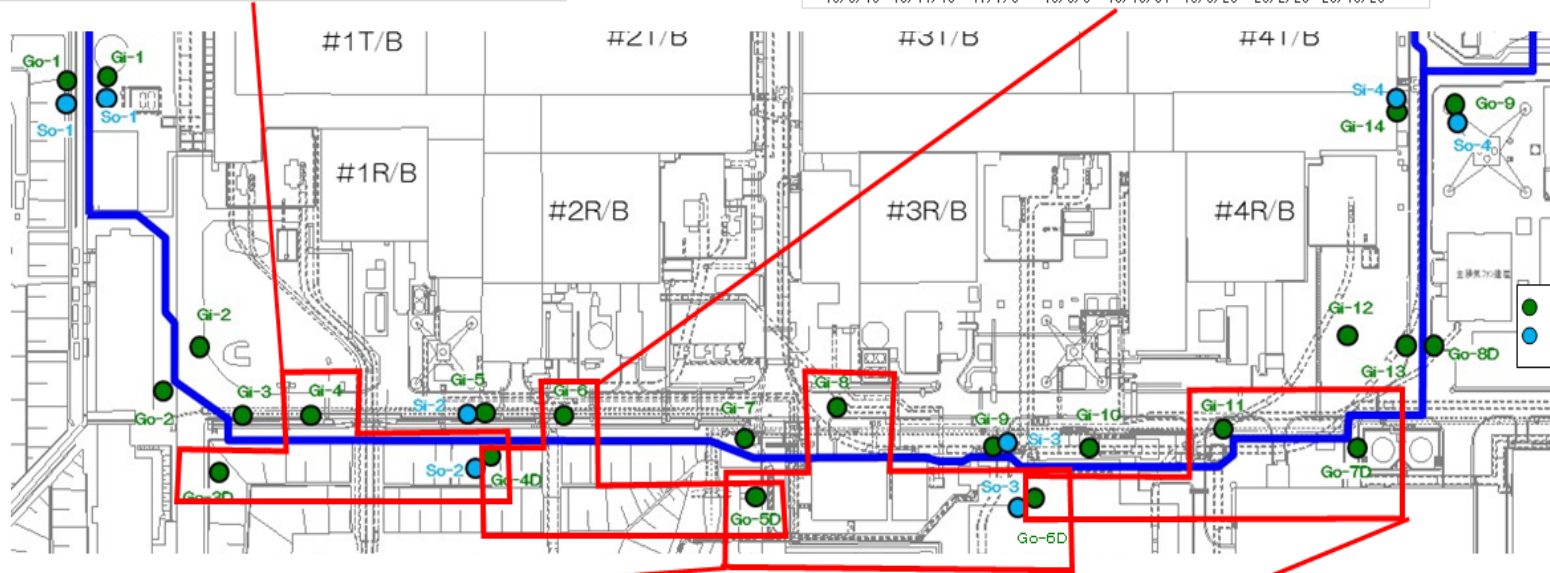 #1T/B
#2T/B
#3T/B
#4T/B
Go-1
Gi-1
So-1
So-1
Si-4
Gi-14
Go-9
So-4
#1R/B
#2R/B
#3R/B
#4R/B
Gi-2
Gi-12
Go-8D
Gi-13
Go-2
Gi-3
Gi-4
Gi-5
Si-2
Gi-6
Gi-7
Gi-8
Gi-9
Si-3
Gi-10
Gi-11
Go-3D
So-2
Go-4D
Go-5D
So-3
Go-6D
Go-7D